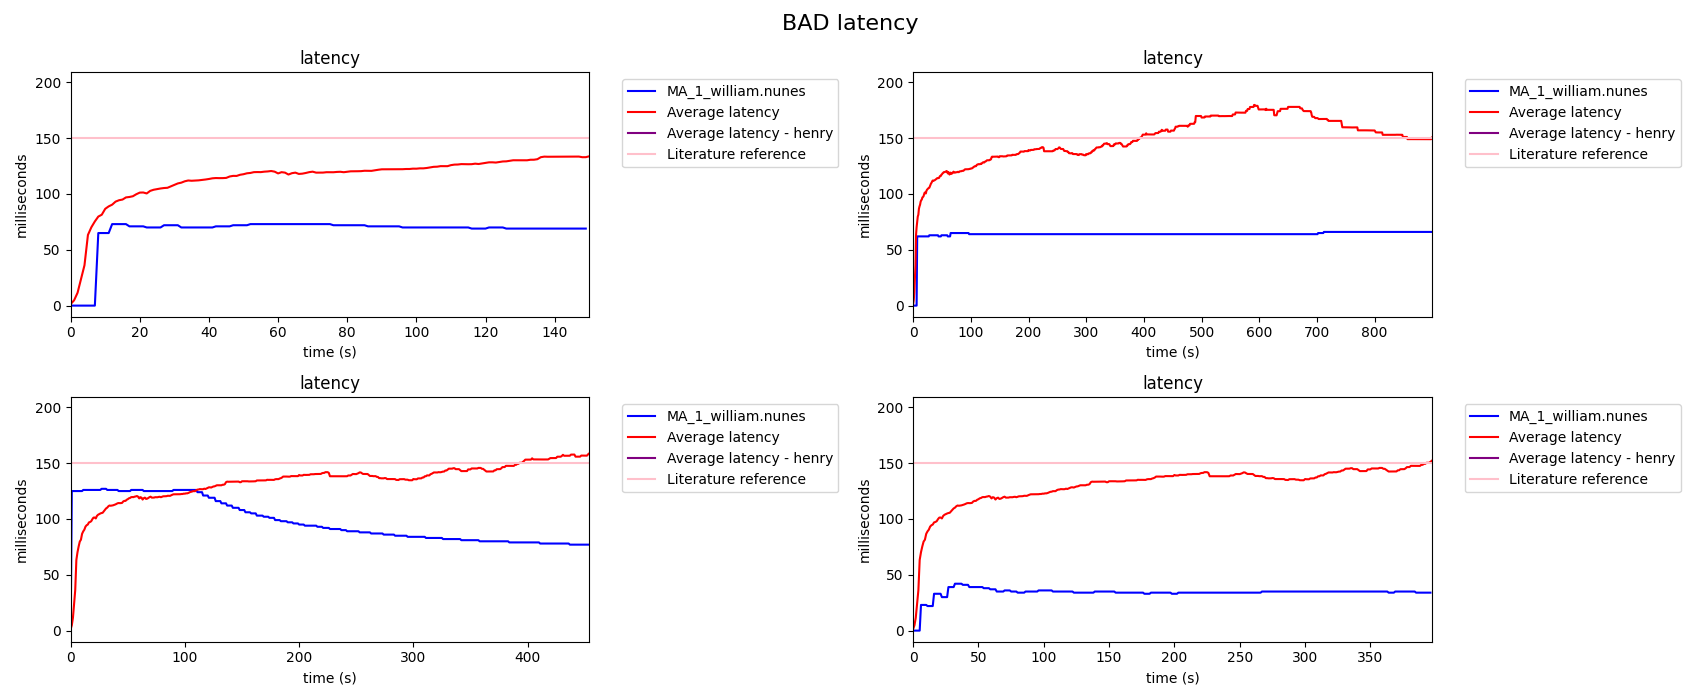 BAD latency
latency
200
150
100
50
0
milliseconds
0 20 40 60 80 100 120 140
time (s)
MA_1_william.nunes
Average latency
Average latency - henry
Literature reference
latency
200
150
100
50
0
milliseconds
0 100 200 300 400 500 600 700 800
time (s)
MA_1_william.nunes
Average latency
Average latency - henry
Literature reference
latency
200
150
100
50
0
milliseconds
0 100 200 300 400
time (s)
MA_1_william.nunes
Average latency
Average latency - henry
Literature reference
latency
200
150
100
50
0
milliseconds
0 50 100 150 200 250 300 350
time (s)
MA_1_william.nunes
Average latency
Average latency - henry
Literature reference